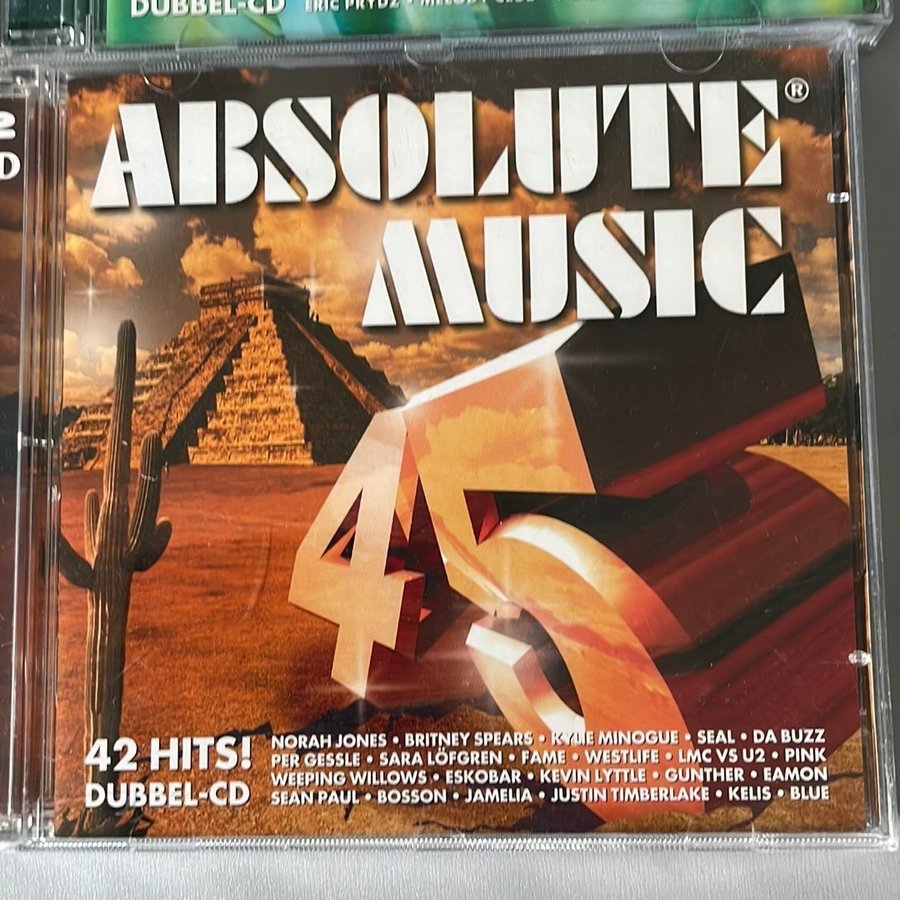 DUBBEL-CD ERIC PRYDZ • MELODY CLUB •
2
D
ABSOLUTE®
MUSIC
45
42 HITS!
DUBBEL-CD
NORAH JONES • BRITNEY SPEARS • KYLIE MINOGUE • SEAL • DA BUZZ
PER GESSLE • SARA LÖFGREN • FAME • WESTLIFE • LMC VS U2 • PINK
WEEPING WILLOWS • ESKOBAR • KEVIN LYTTLE • GUNTHER • EAMON
SEAN PAUL • BOSSON • JAMELIA • JUSTIN TIMBERLAKE • KELIS • BLUE